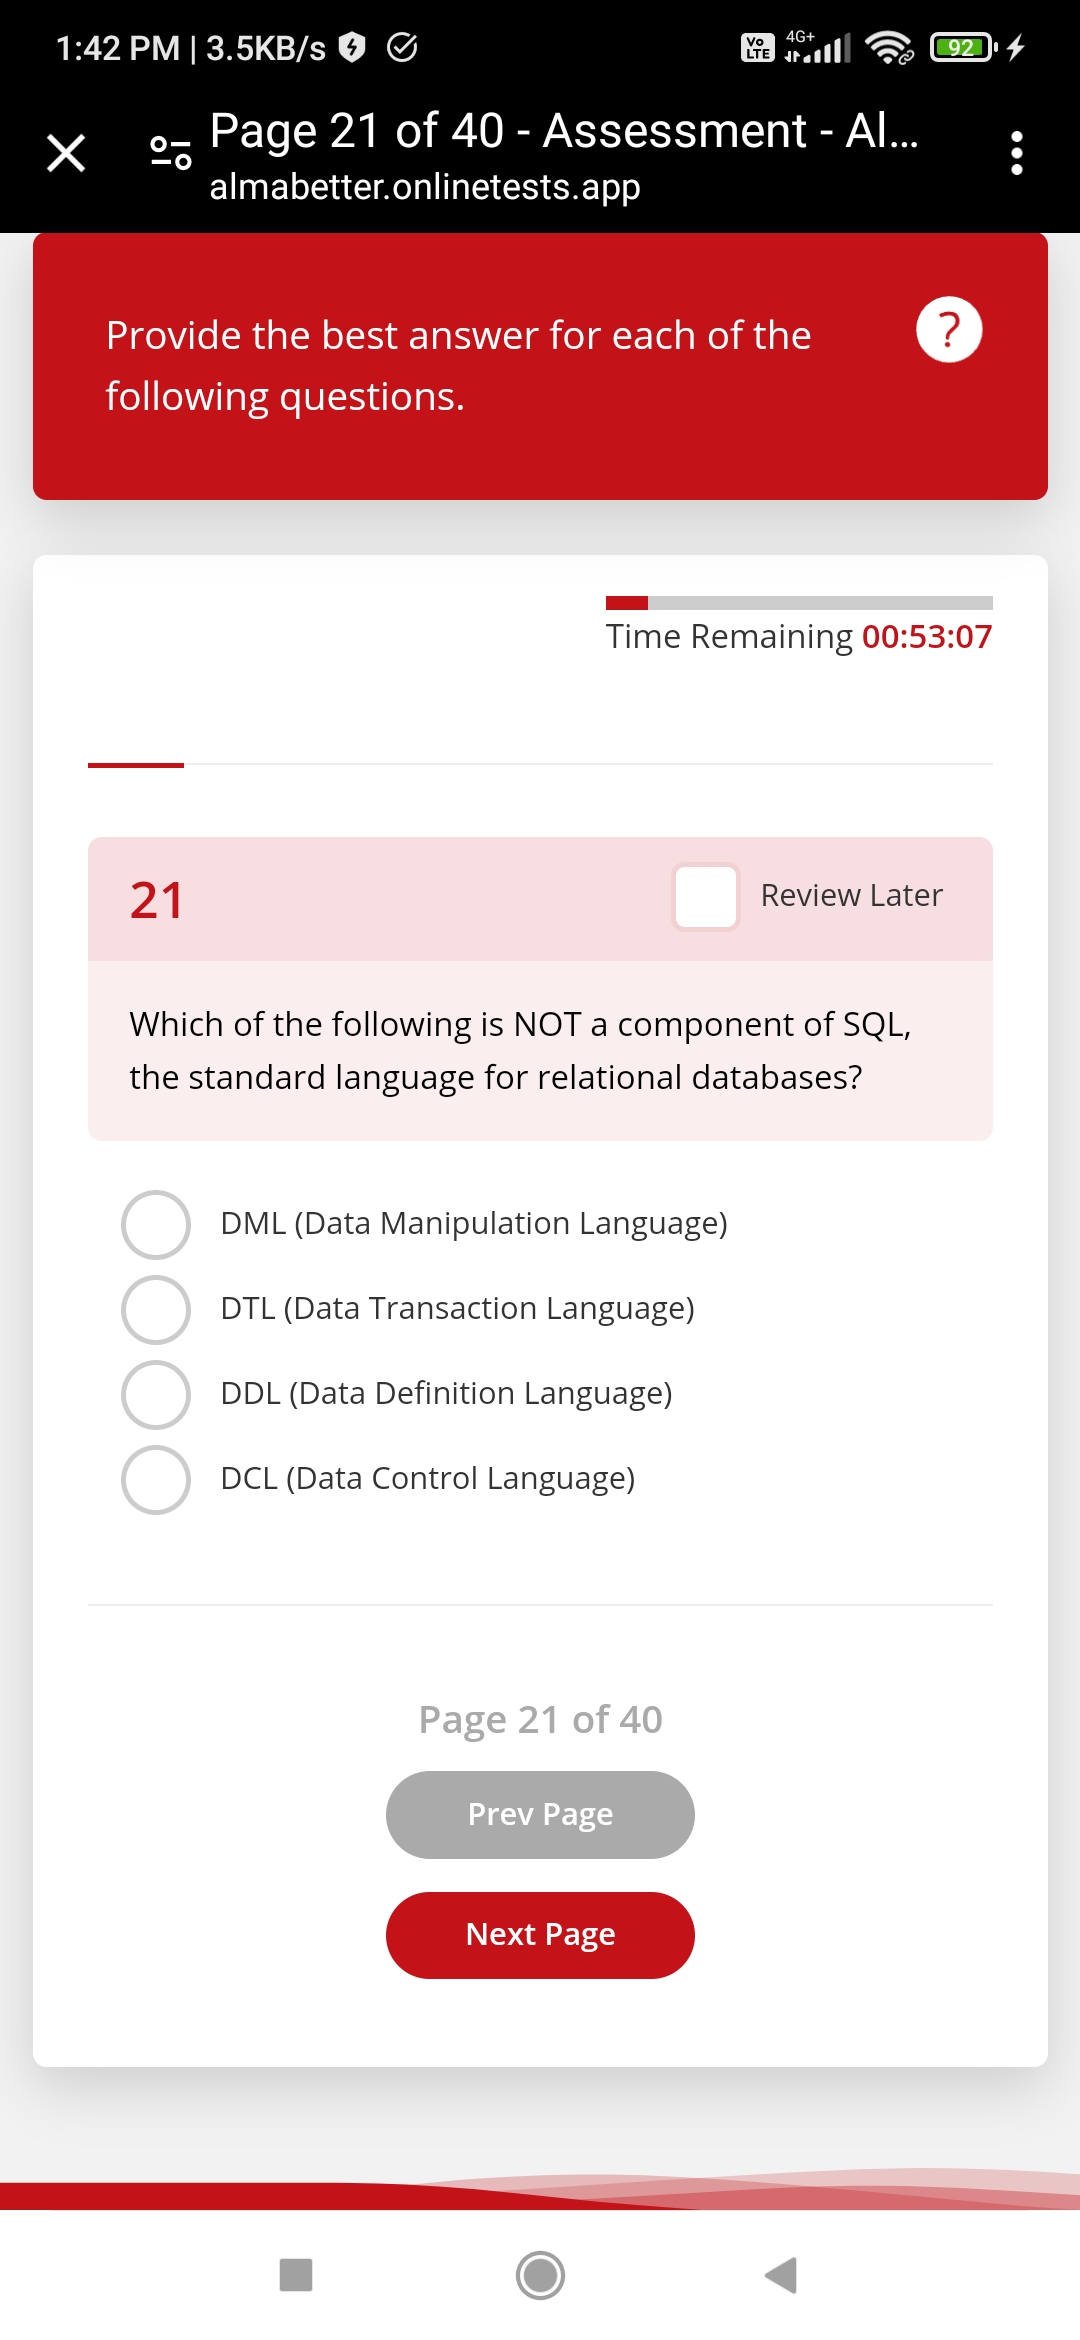 1:42 PM | 3.5KB/s
Vo LTE 4G+ 92
Page 21 of 40 - Assessment - Al...
almabetter.onlinetests.app
Provide the best answer for each of the
following questions.
?
Time Remaining 00:53:07
21
Review Later
Which of the following is NOT a component of SQL,
the standard language for relational databases?
DML (Data Manipulation Language)
DTL (Data Transaction Language)
DDL (Data Definition Language)
DCL (Data Control Language)
Page 21 of 40
Prev Page
Next Page